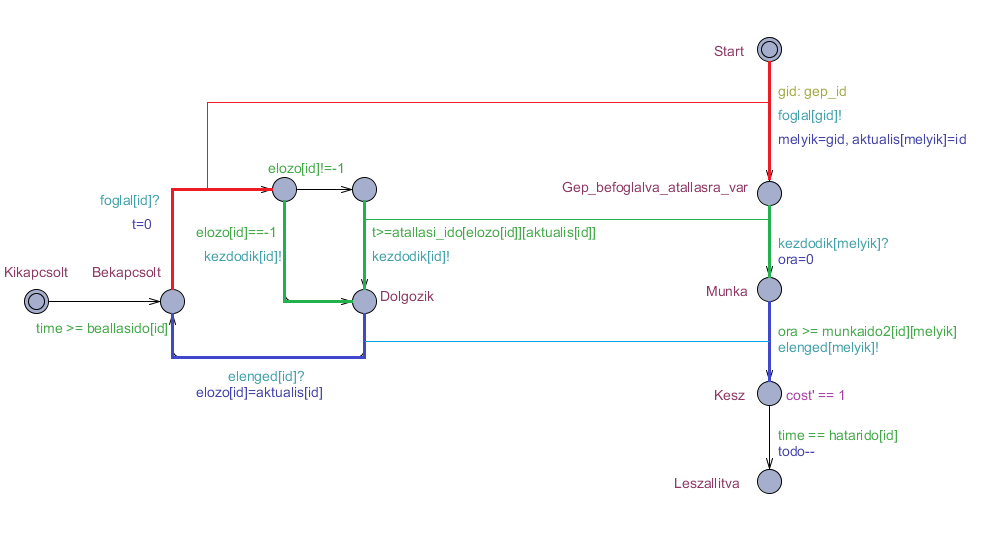 Start
gid: gep_id
foglal[gid]!
melyik=gid, aktualis[melyik]=id
elozo[id]!=-1
Gep_befoglalva_atallasra_var
foglal[id]?
t=0
elozo[id]==-1
kezdodik[id]!
t>=atallasi_ido[elozo[id]][aktualis[id]]
kezdodik[id]!
kezdodik[melyik]?
ora=0
Kikapcsolt
Bekapcsolt
Dolgozik
Munka
time >= beallasido[id]
ora >= munkaido2[id][melyik]
elenged[melyik]!
elenged[id]?
elozo[id]=aktualis[id]
Kesz
cost' == 1
time == hatarido[id]
todo--
Leszallitva